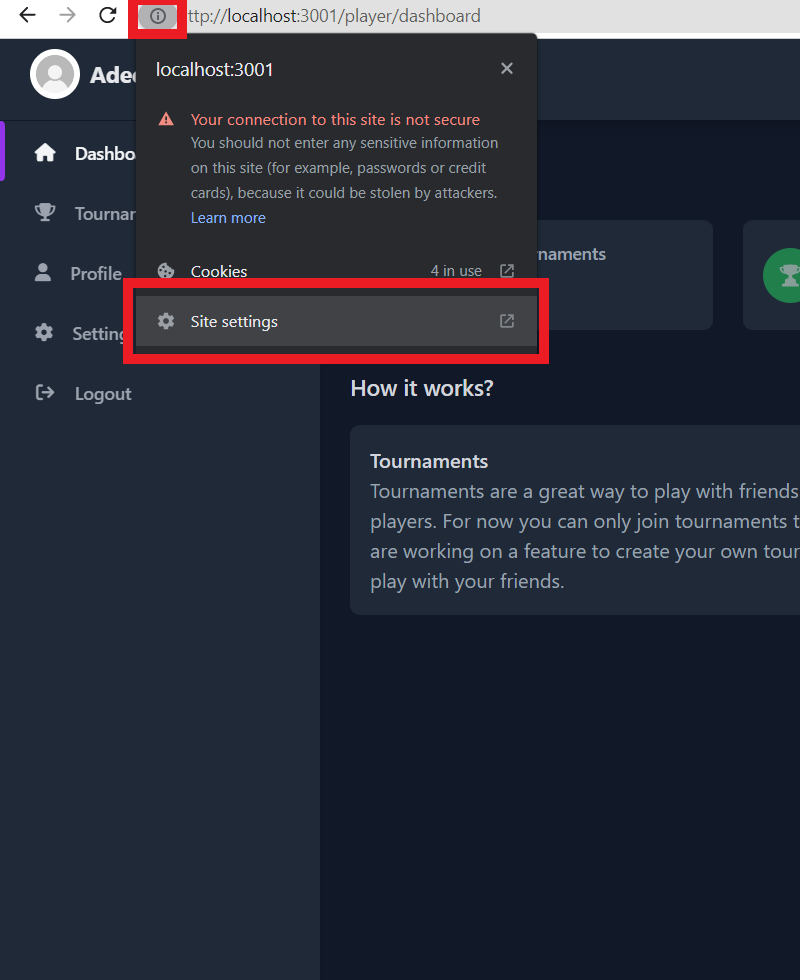 ttp://localhost:3001/player/dashboard
localhost:3001
Your connection to this site is not secure
You should not enter any sensitive information
on this site (for example, passwords or credit
cards), because it could be stolen by attackers.
Learn more
Cookies 4 in use
Site settings
Adee
Dashbo
Tournar
Profile
Setting
Logout
rnaments
How it works?
Tournaments
Tournaments are a great way to play with friends
players. For now you can only join tournaments t
are working on a feature to create your own tour
play with your friends.